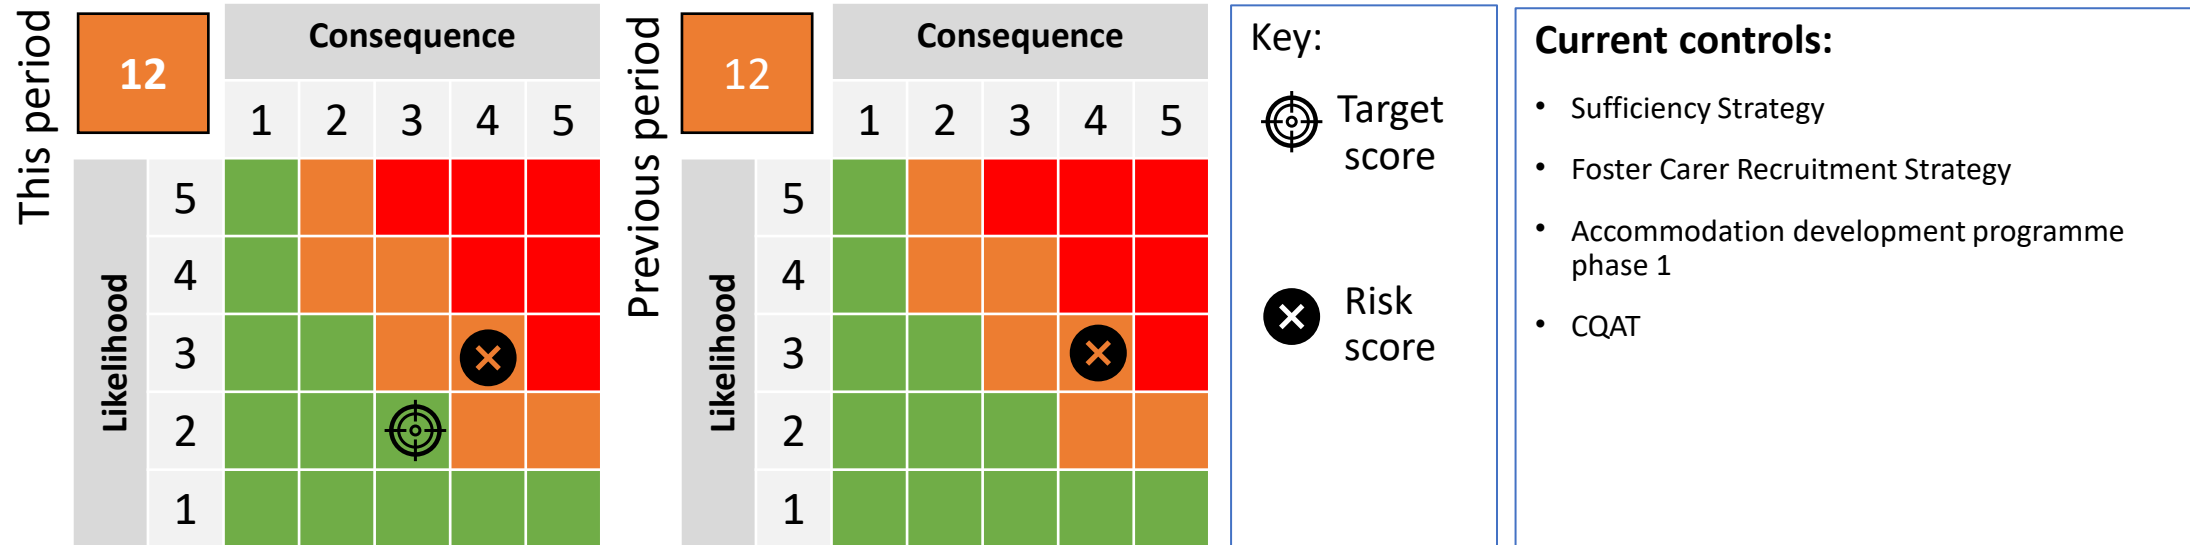 This period
12
Consequence
1 2 3 4 5
Likelihood
5
4
3
2
1
Previous period
12
Consequence
1 2 3 4 5
Likelihood
5
4
3
2
1
Key:
Target
score
Risk
score
Current controls:
• Sufficiency Strategy
• Foster Carer Recruitment Strategy
• Accommodation development programme
phase 1
• CQAT